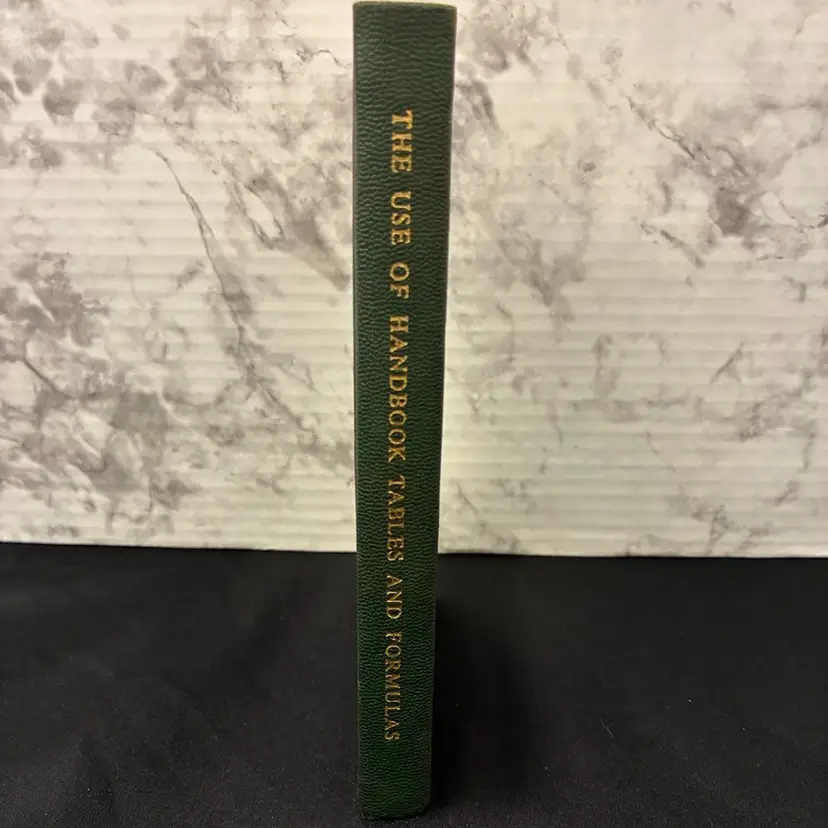 THE USE OF HANDBOOK TABLES AND FORMULAS